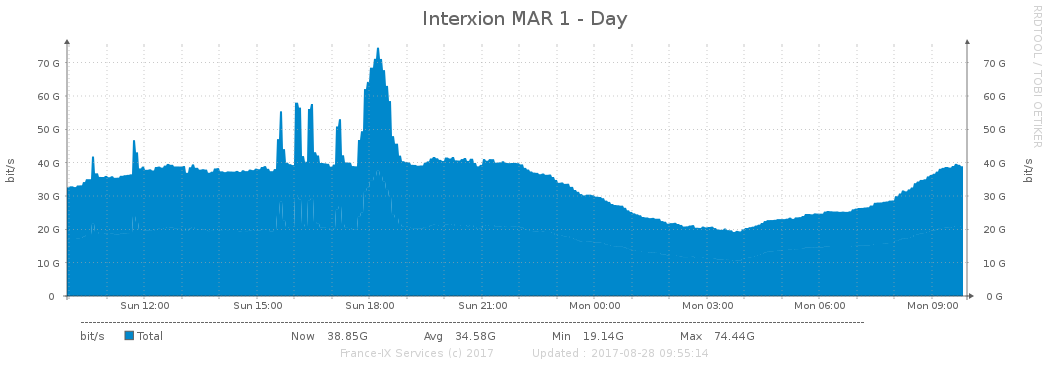 Interxion MAR 1 - Day
RRDTOOL / TOBI OETIKER
bit/s
bit/s
70 G 70 G
60 G 60 G
50 G 50 G
40 G 40 G
30 G 30 G
20 G 20 G
10 G 10 G
0 0 G
Sun 12:00 Sun 15:00 Sun 18:00 Sun 21:00 Mon 00:00 Mon 03:00 Mon 06:00 Mon 09:00
bit/s Total Now 38.85G Avg 34.58G Min 19.14G Max 74.44G
France-IX Services (c) 2017 Updated : 2017-08-28 09:55:14